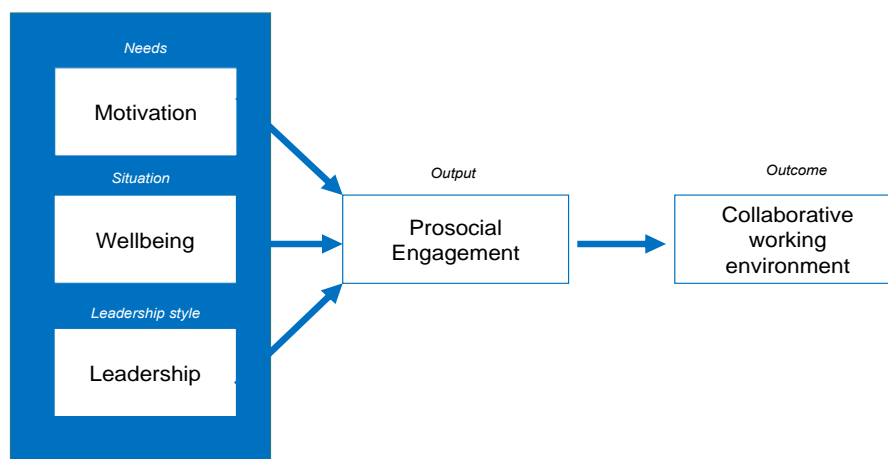 Needs
Motivation
Situation
Wellbeing
Leadership style
Leadership
Output
Prosocial
Engagement
Outcome
Collaborative
working
environment